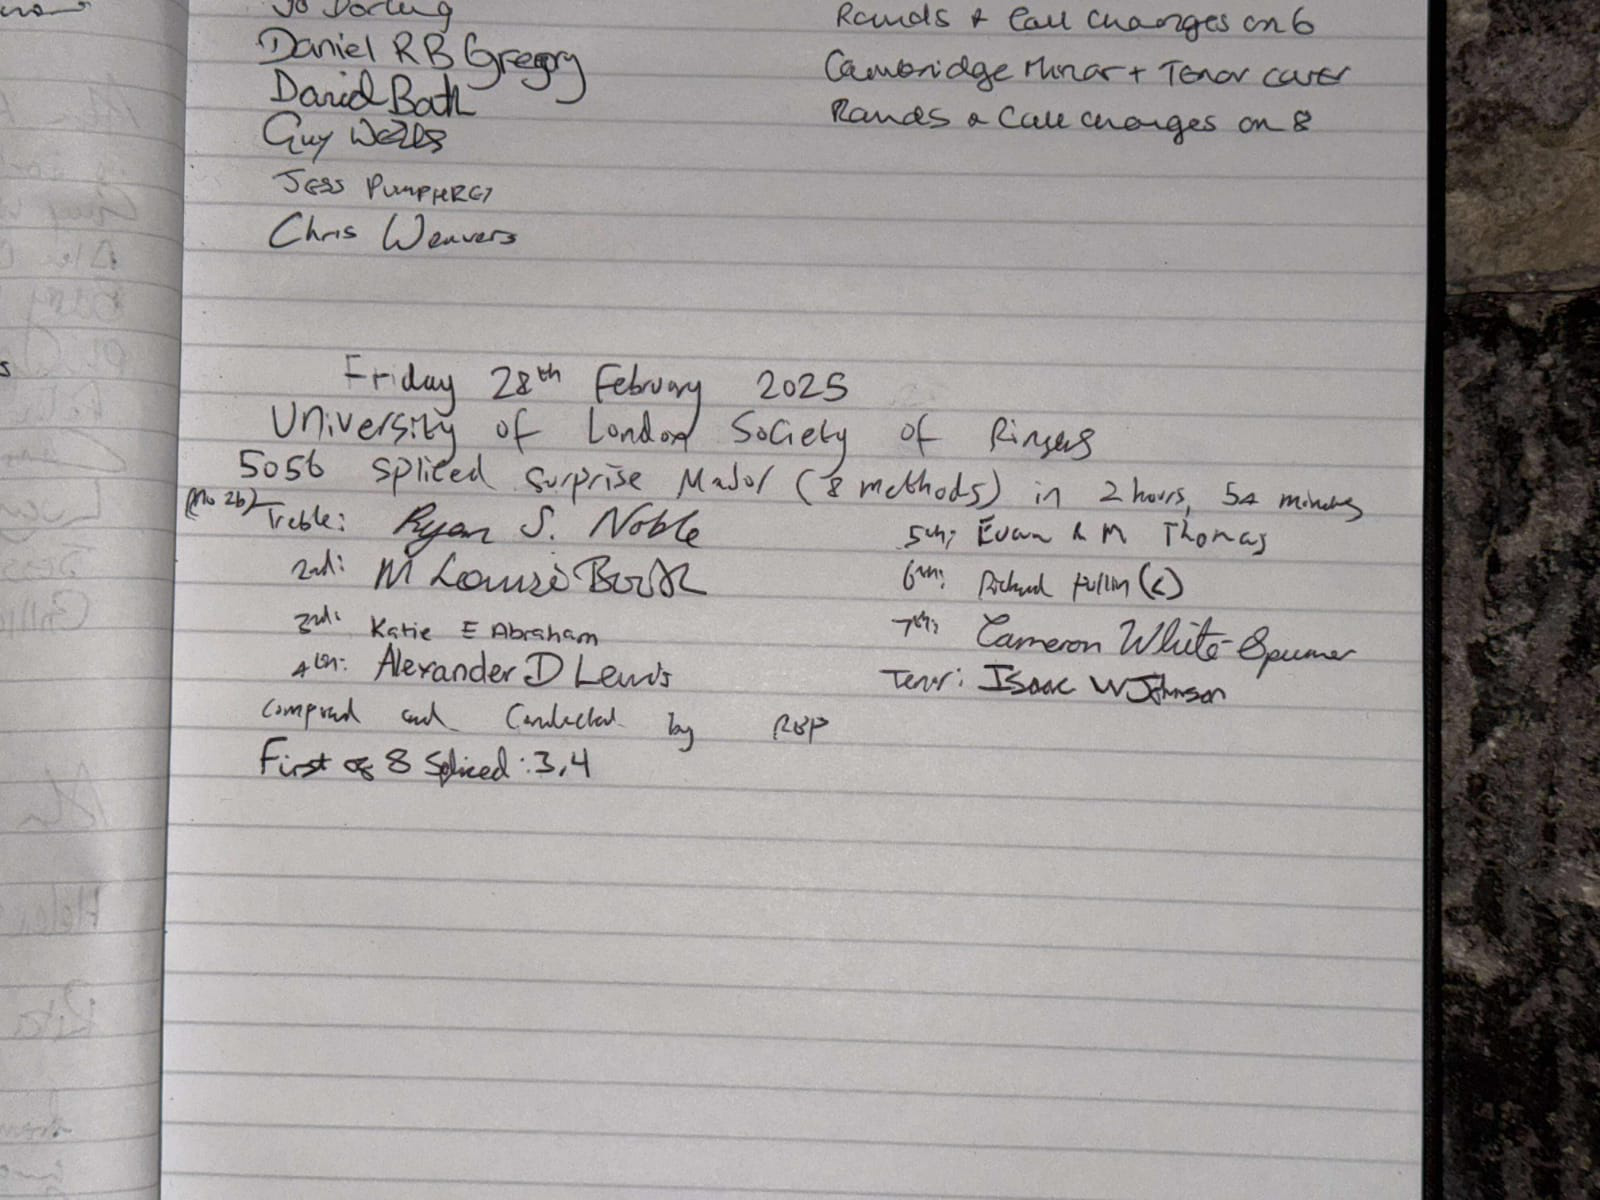 Jo Darling
Daniel R B Gregory
David Bath
Guy Wells
Jess Pumphrey
Chris Weavers
Rounds & Call changes on 6
Cambridge Minor + Tenor cover
Rounds & Call changes on 8
Friday 28th February 2025
University of London Society of Ringers
5056 Spliced Surprise Major (8 methods) in 2 hours, 54 minutes
(No 26)
Treble: Ryan S. Noble
2nd: M Louise Booth
3rd: Katie E Abraham
4th: Alexander D Lewis
5th: Evan R M Thomas
6th: Richard Pullin (C)
7th: Cameron White-Spunner
Tenor: Isaac W Johnson
Composed and Conducted by RBP
First of 8 Spliced: 3,4